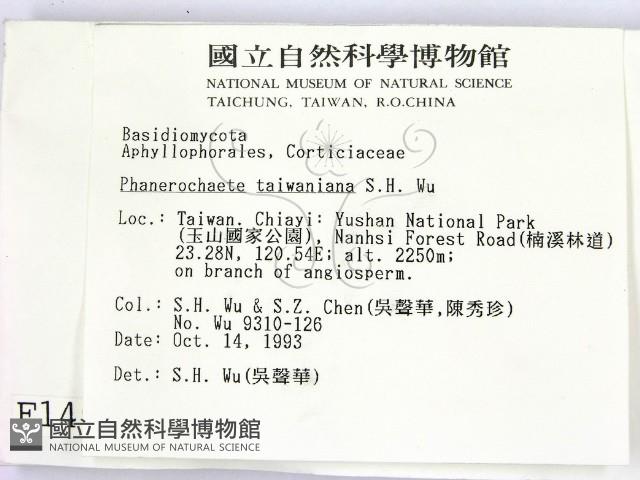 國立自然科學博物館
NATIONAL MUSEUM OF NATURAL SCIENCE
TAICHUNG, TAIWAN, R.O.CHINA
Basidiomycota
Aphyllophorales, Corticiaceae
Phanerochaete taiwaniana S.H. Wu
Loc.: Taiwan. Chiayi: Yushan National Park
(玉山國家公園), Nanhsi Forest Road(楠溪林道)
23.28N, 120.54E; alt. 2250m;
on branch of angiosperm.
Col.: S.H. Wu & S.Z. Chen(吳聲華,陳秀珍)
No. Wu 9310-126
Date: Oct. 14, 1993
Det.: S.H. Wu(吳聲華)
F14
國立自然科學博物館
NATIONAL MUSEUM OF NATURAL SCIENCE